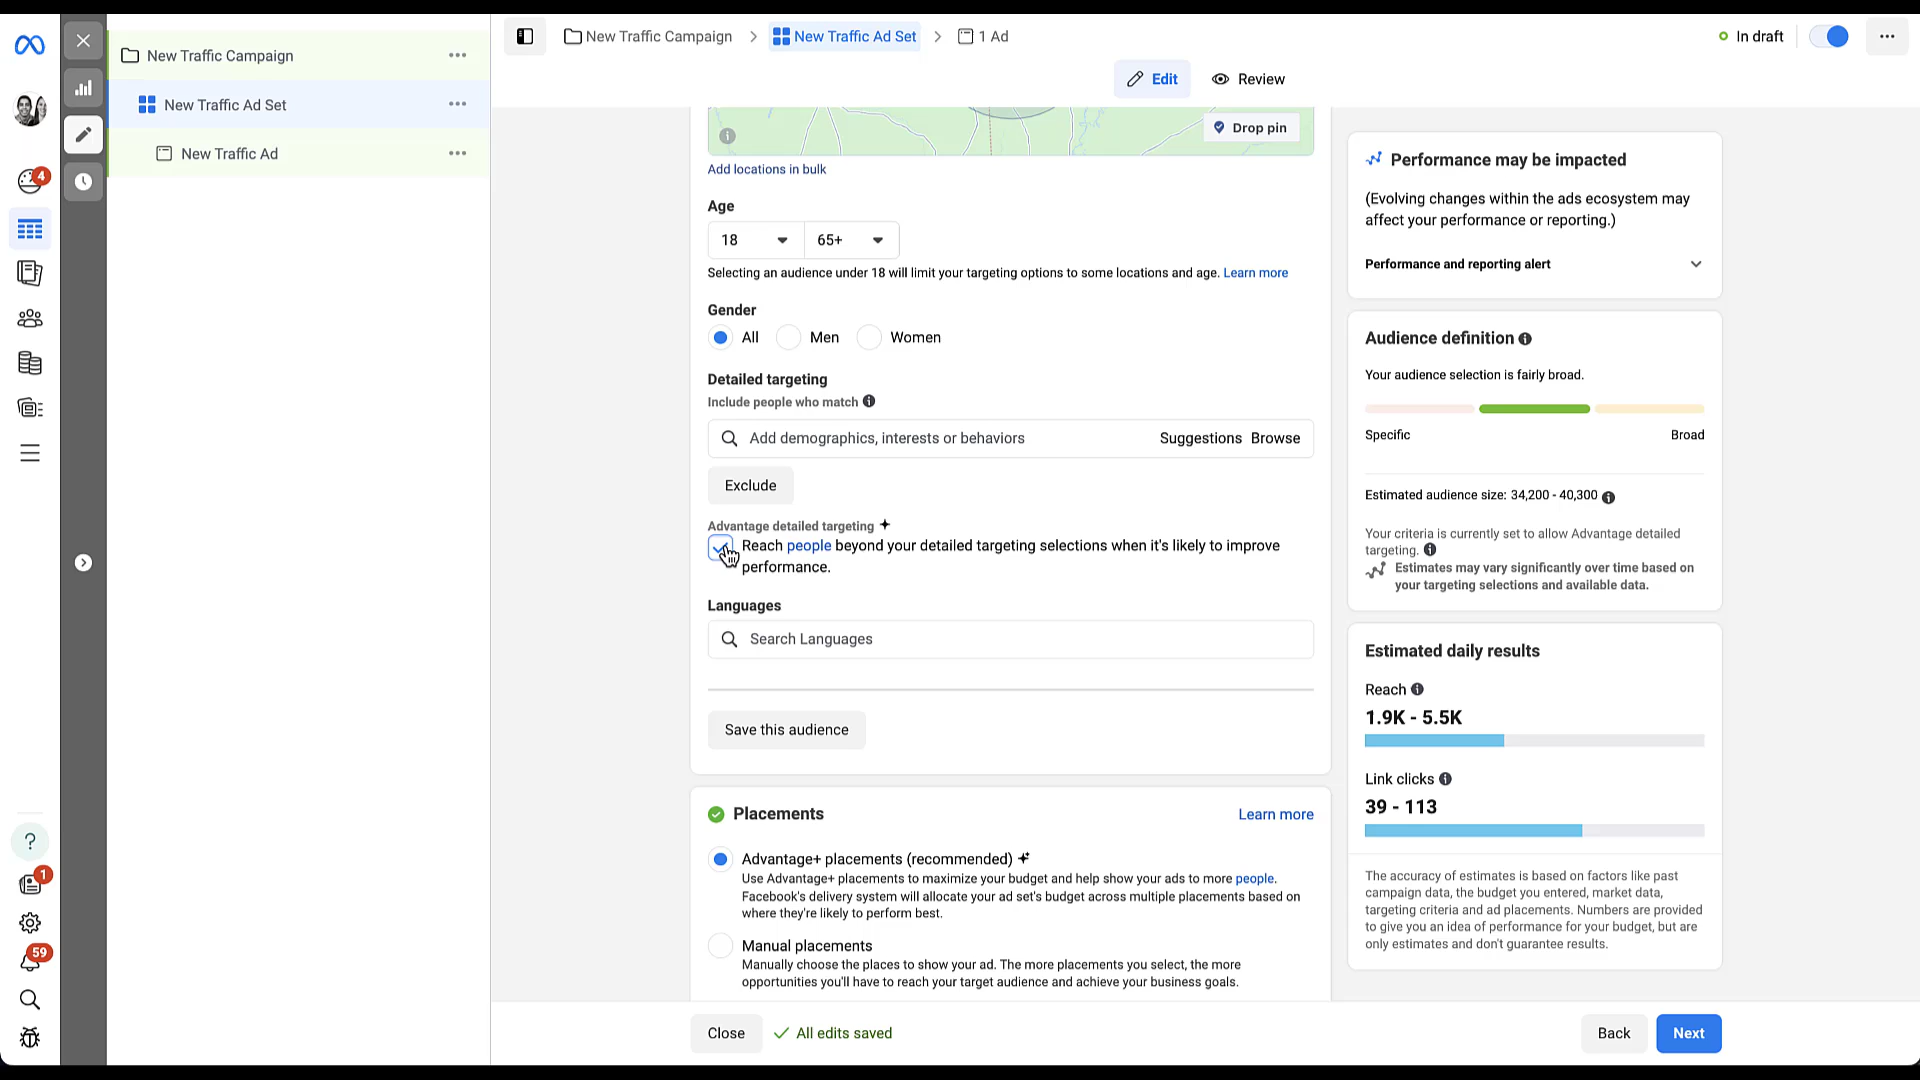 New Traffic Campaign
New Traffic Ad Set
New Traffic Ad
4
1
59
New Traffic Campaign > New Traffic Ad Set > 1 Ad
In draft
Edit Review
Drop pin
Add locations in bulk
Age
18 65+
Selecting an audience under 18 will limit your targeting options to some locations and age. Learn more
Gender
All Men Women
Detailed targeting
Include people who match
Add demographics, interests or behaviors Suggestions Browse
Exclude
Advantage detailed targeting
Reach people beyond your detailed targeting selections when it's likely to improve
performance.
Languages
Search Languages
Save this audience
Placements Learn more
Advantage+ placements (recommended)
Use Advantage+ placements to maximize your budget and help show your ads to more people.
Facebook's delivery system will allocate your ad set's budget across multiple placements based on
where they're likely to perform best.
Manual placements
Manually choose the places to show your ad. The more placements you select, the more
opportunities you'll have to reach your target audience and achieve your business goals.
Performance may be impacted
(Evolving changes within the ads ecosystem may
affect your performance or reporting.)
Performance and reporting alert
Audience definition
Your audience selection is fairly broad.
Specific Broad
Estimated audience size: 34,200 - 40,300
Your criteria is currently set to allow Advantage detailed
targeting.
Estimates may vary significantly over time based on
your targeting selections and available data.
Estimated daily results
Reach
1.9K - 5.5K
Link clicks
39 - 113
The accuracy of estimates is based on factors like past
campaign data, the budget you entered, market data,
targeting criteria and ad placements. Numbers are provided
to give you an idea of performance for your budget, but are
only estimates and don't guarantee results.
Close All edits saved Back Next